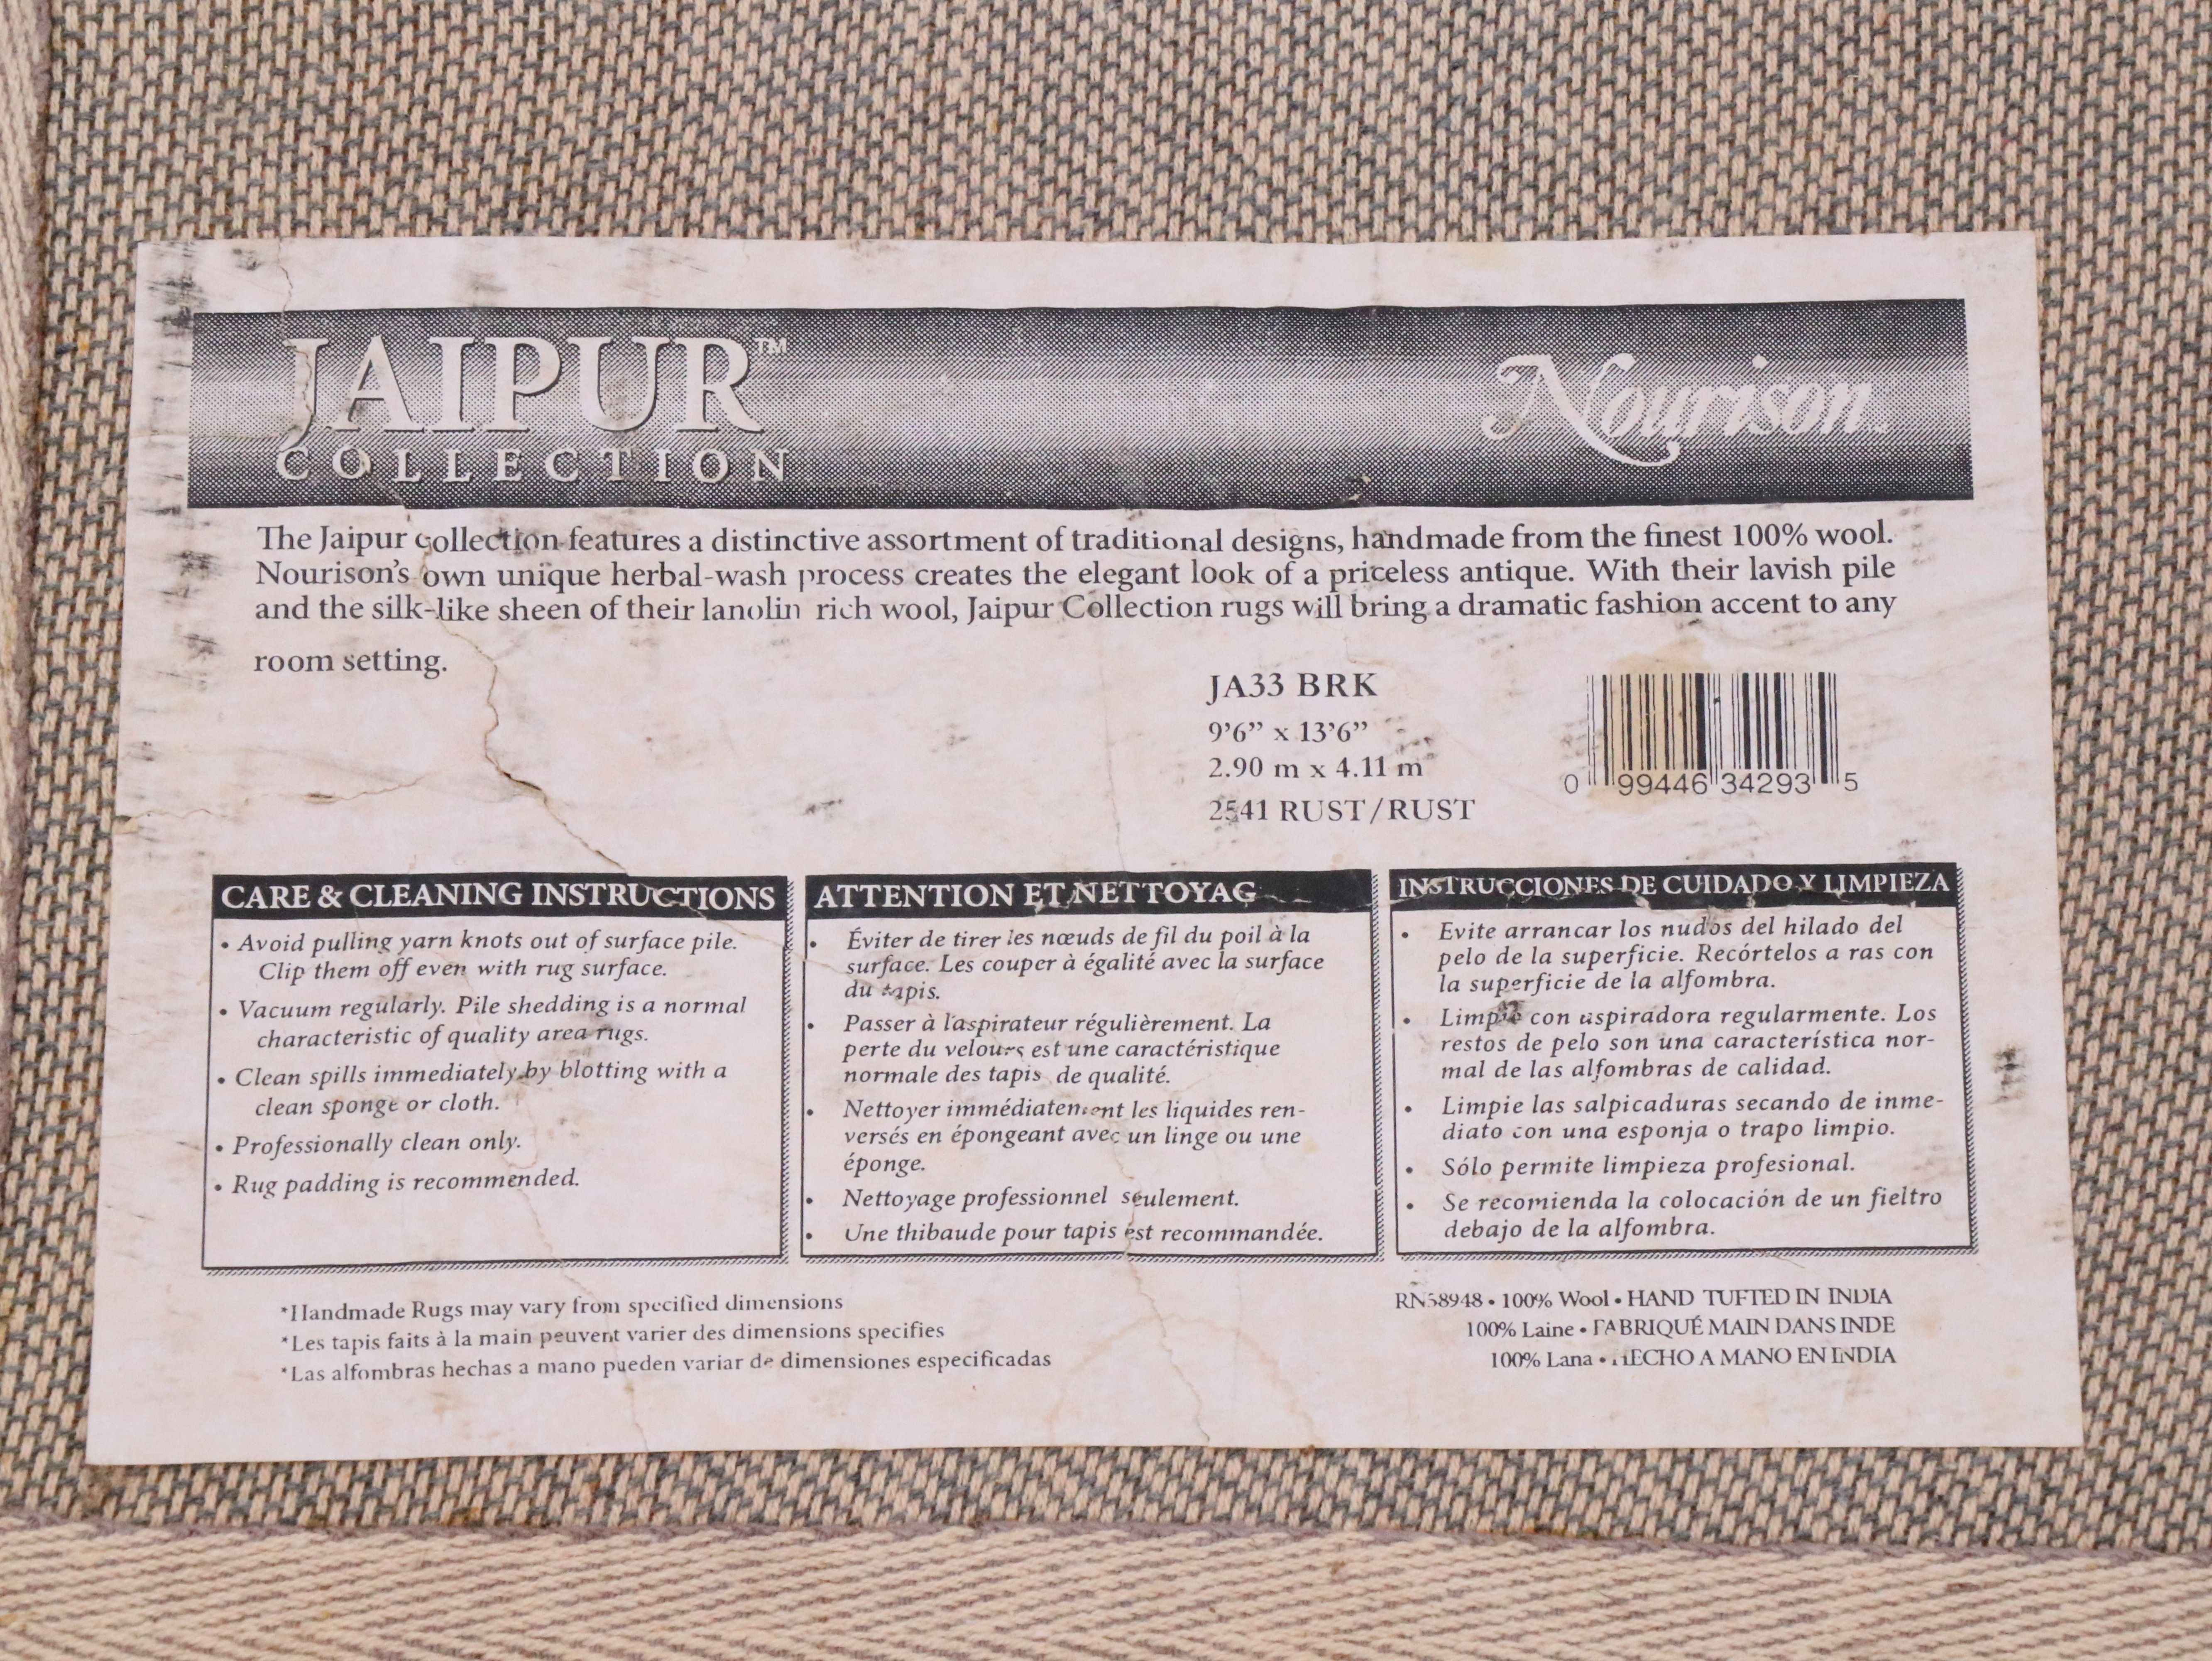 JAIPUR™
COLLECTION
Nourison
The Jaipur collection features a distinctive assortment of traditional designs, handmade from the finest 100% wool.
Nourison's own unique herbal-wash process creates the elegant look of a priceless antique. With their lavish pile
and the silk-like sheen of their lanolin rich wool, Jaipur Collection rugs will bring a dramatic fashion accent to any
room setting.
JA33 BRK
9'6” x 13'6”
2.90 m x 4.11 m
2541 RUST/RUST
0 99446 34293 5
CARE & CLEANING INSTRUCTIONS
• Avoid pulling yarn knots out of surface pile.
Clip them off even with rug surface.
• Vacuum regularly. Pile shedding is a normal
characteristic of quality area rugs.
• Clean spills immediately by blotting with a
clean sponge or cloth.
• Professionally clean only.
• Rug padding is recommended.
ATTENTION ET NETTOYAG
• Éviter de tirer les nœuds de fil du poil à la
surface. Les couper à égalité avec la surface
du tapis.
• Passer à l'aspirateur régulièrement. La
perte du velours est une caractéristique
normale des tapis de qualité.
• Nettoyer immédiatement les liquides ren-
versés en épongeant avec un linge ou une
éponge.
• Nettoyage professionnel seulement.
• Une thibaude pour tapis est recommandée.
INSTRUCCIONES DE CUIDADO Y LIMPIEZA
• Evite arrancar los nudos del hilado del
pelo de la superficie. Recórtelos a ras con
la superficie de la alfombra.
• Limpie con aspiradora regularmente. Los
restos de pelo son una característica nor-
mal de las alfombras de calidad.
• Limpie las salpicaduras secando de inme-
diato con una esponja o trapo limpio.
• Sólo permite limpieza profesional.
• Se recomienda la colocación de un fieltro
debajo de la alfombra.
*Handmade Rugs may vary from specified dimensions
*Les tapis faits à la main peuvent varier des dimensions specifies
*Las alfombras hechas a mano pueden variar de dimensiones especificadas
RN58948 • 100% Wool • HAND TUFTED IN INDIA
100% Laine • FABRIQUÉ MAIN DANS INDE
100% Lana • HECHO A MANO EN INDIA